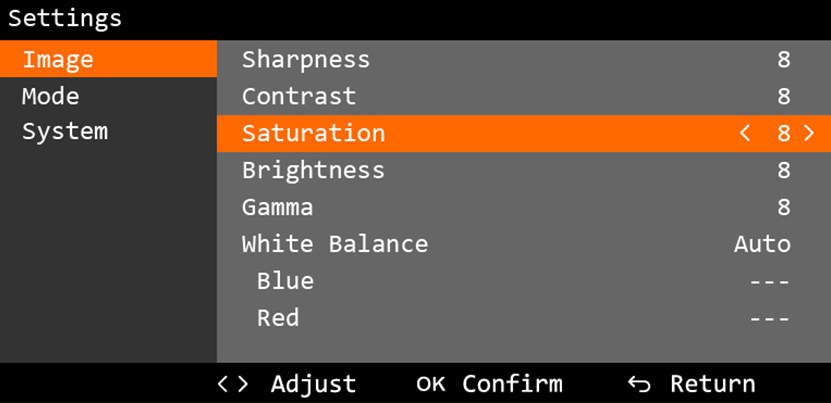 Settings
Image
Mode
System
Sharpness 8
Contrast 8
Saturation < 8 >
Brightness 8
Gamma 8
White Balance Auto
Blue ---
Red ---
< > Adjust OK Confirm ↩ Return